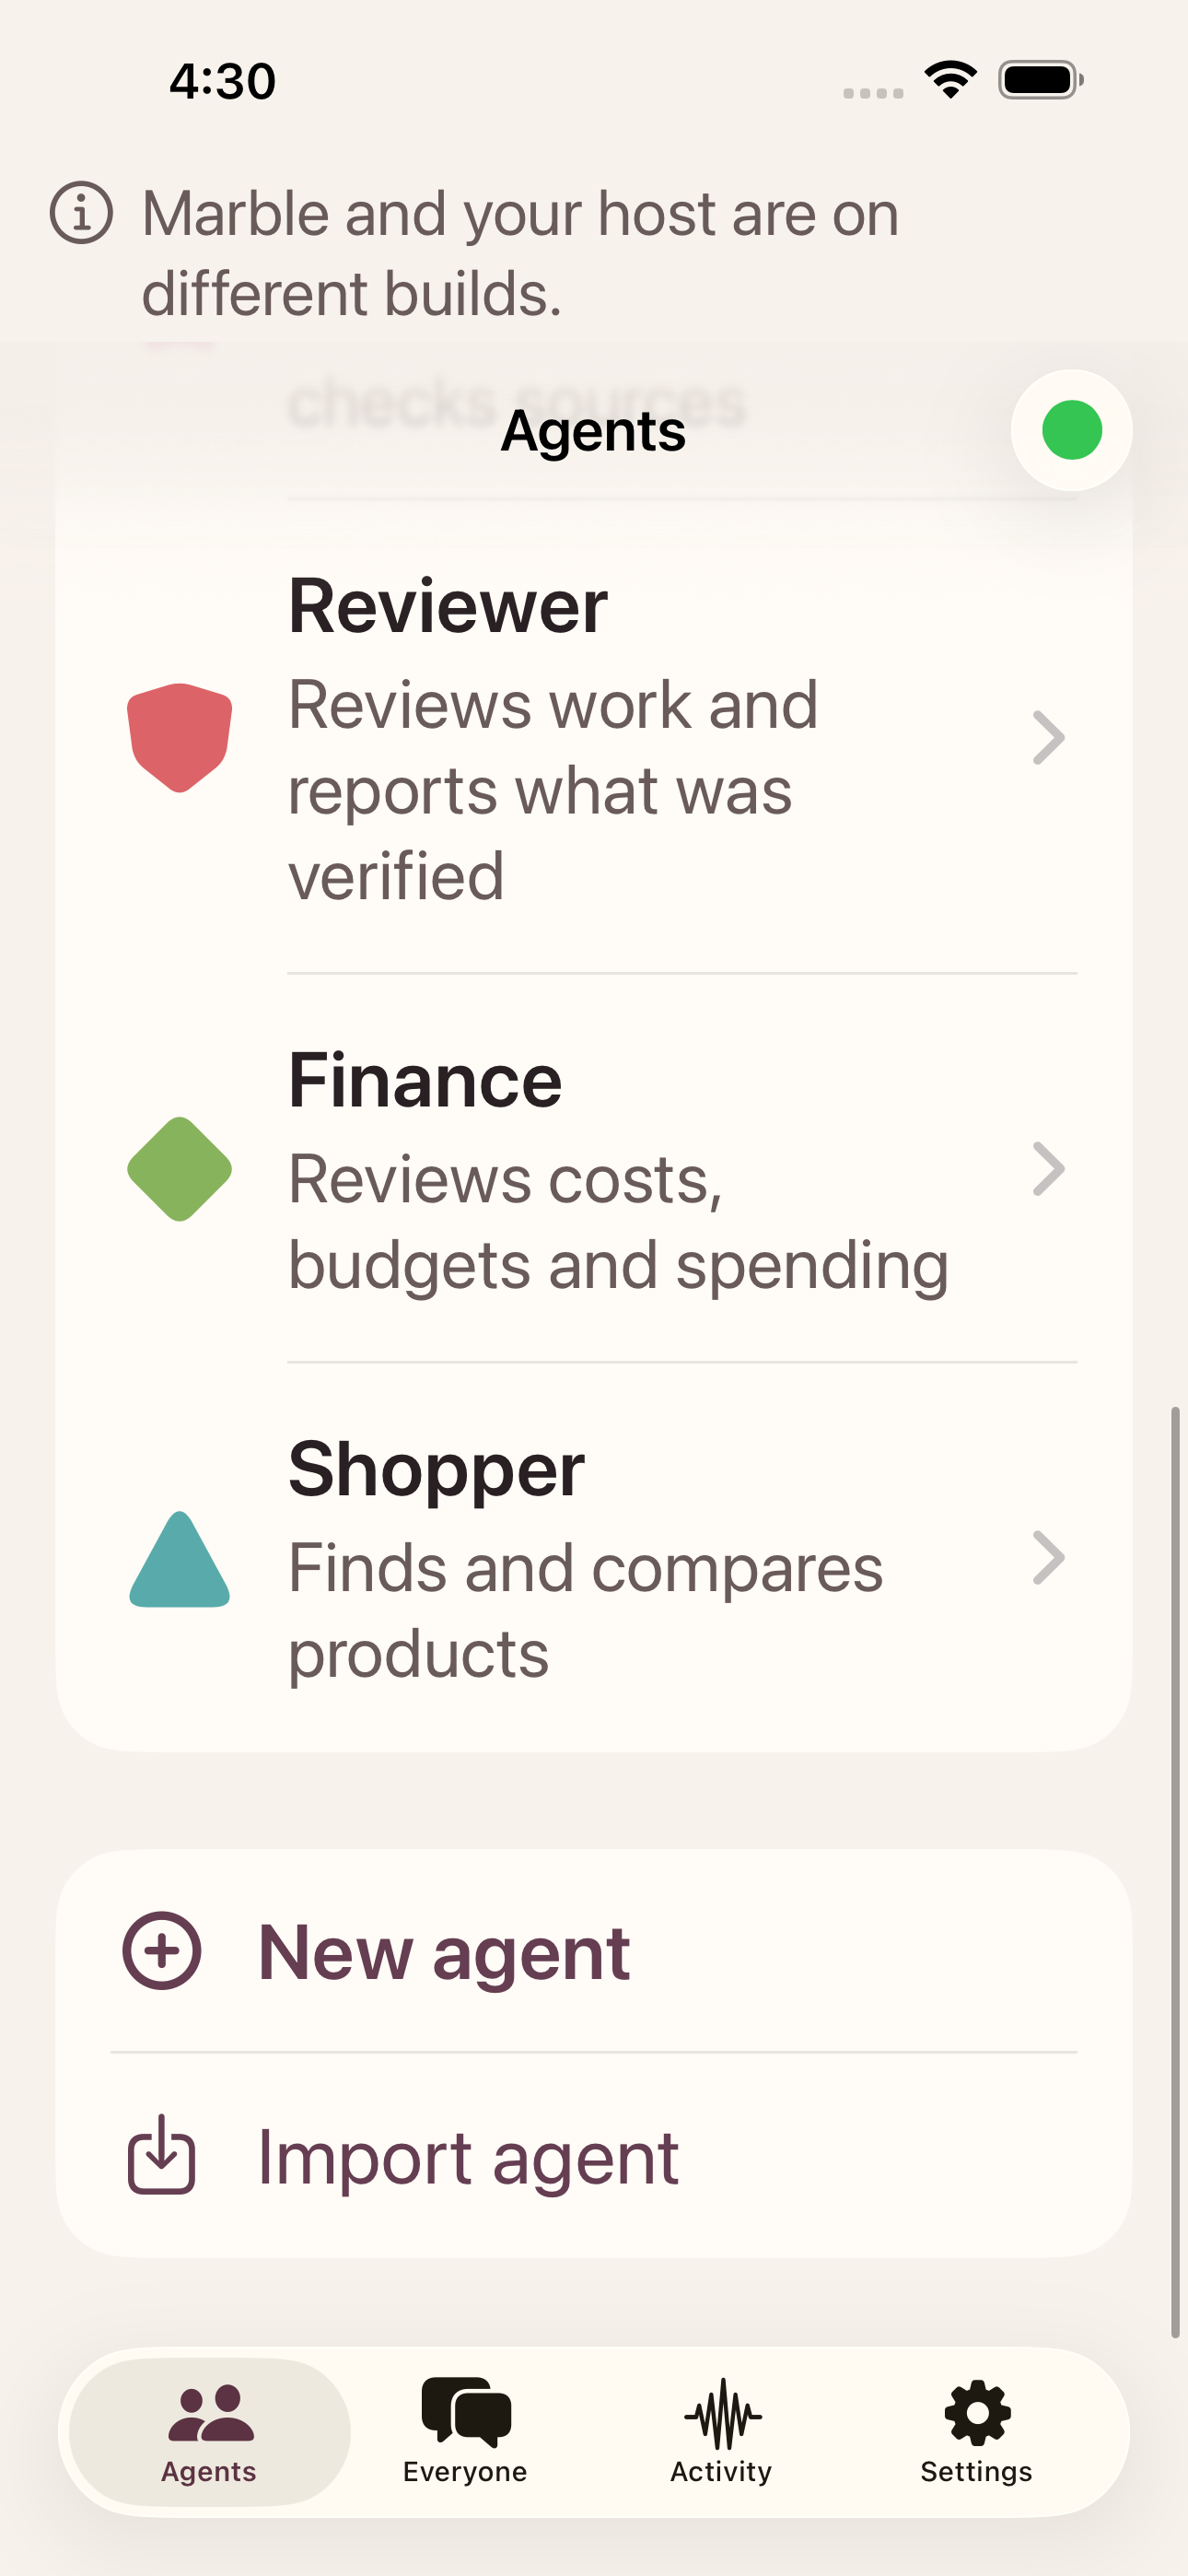 4:30
Marble and your host are on
different builds.
checks sources
Agents
Reviewer
Reviews work and
reports what was
verified
Finance
Reviews costs,
budgets and spending
Shopper
Finds and compares
products
New agent
Import agent
Agents
Everyone
Activity
Settings